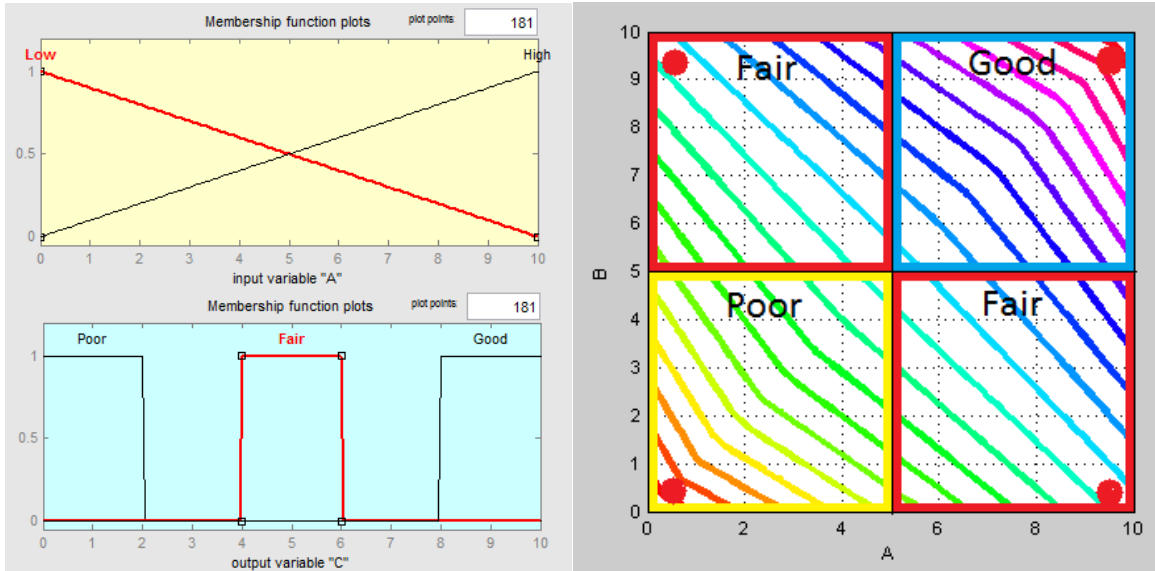 Membership function plots plot points: 181
Low High
1
0.5
0
0 1 2 3 4 5 6 7 8 9 10
input variable "A"
Membership function plots plot points: 181
Poor Fair Good
1
0.5
0
0 1 2 3 4 5 6 7 8 9 10
output variable "C"
10
9
8
7
6
5
4
3
2
1
0
B
Fair Good
Poor Fair
0 2 4 6 8 10
A